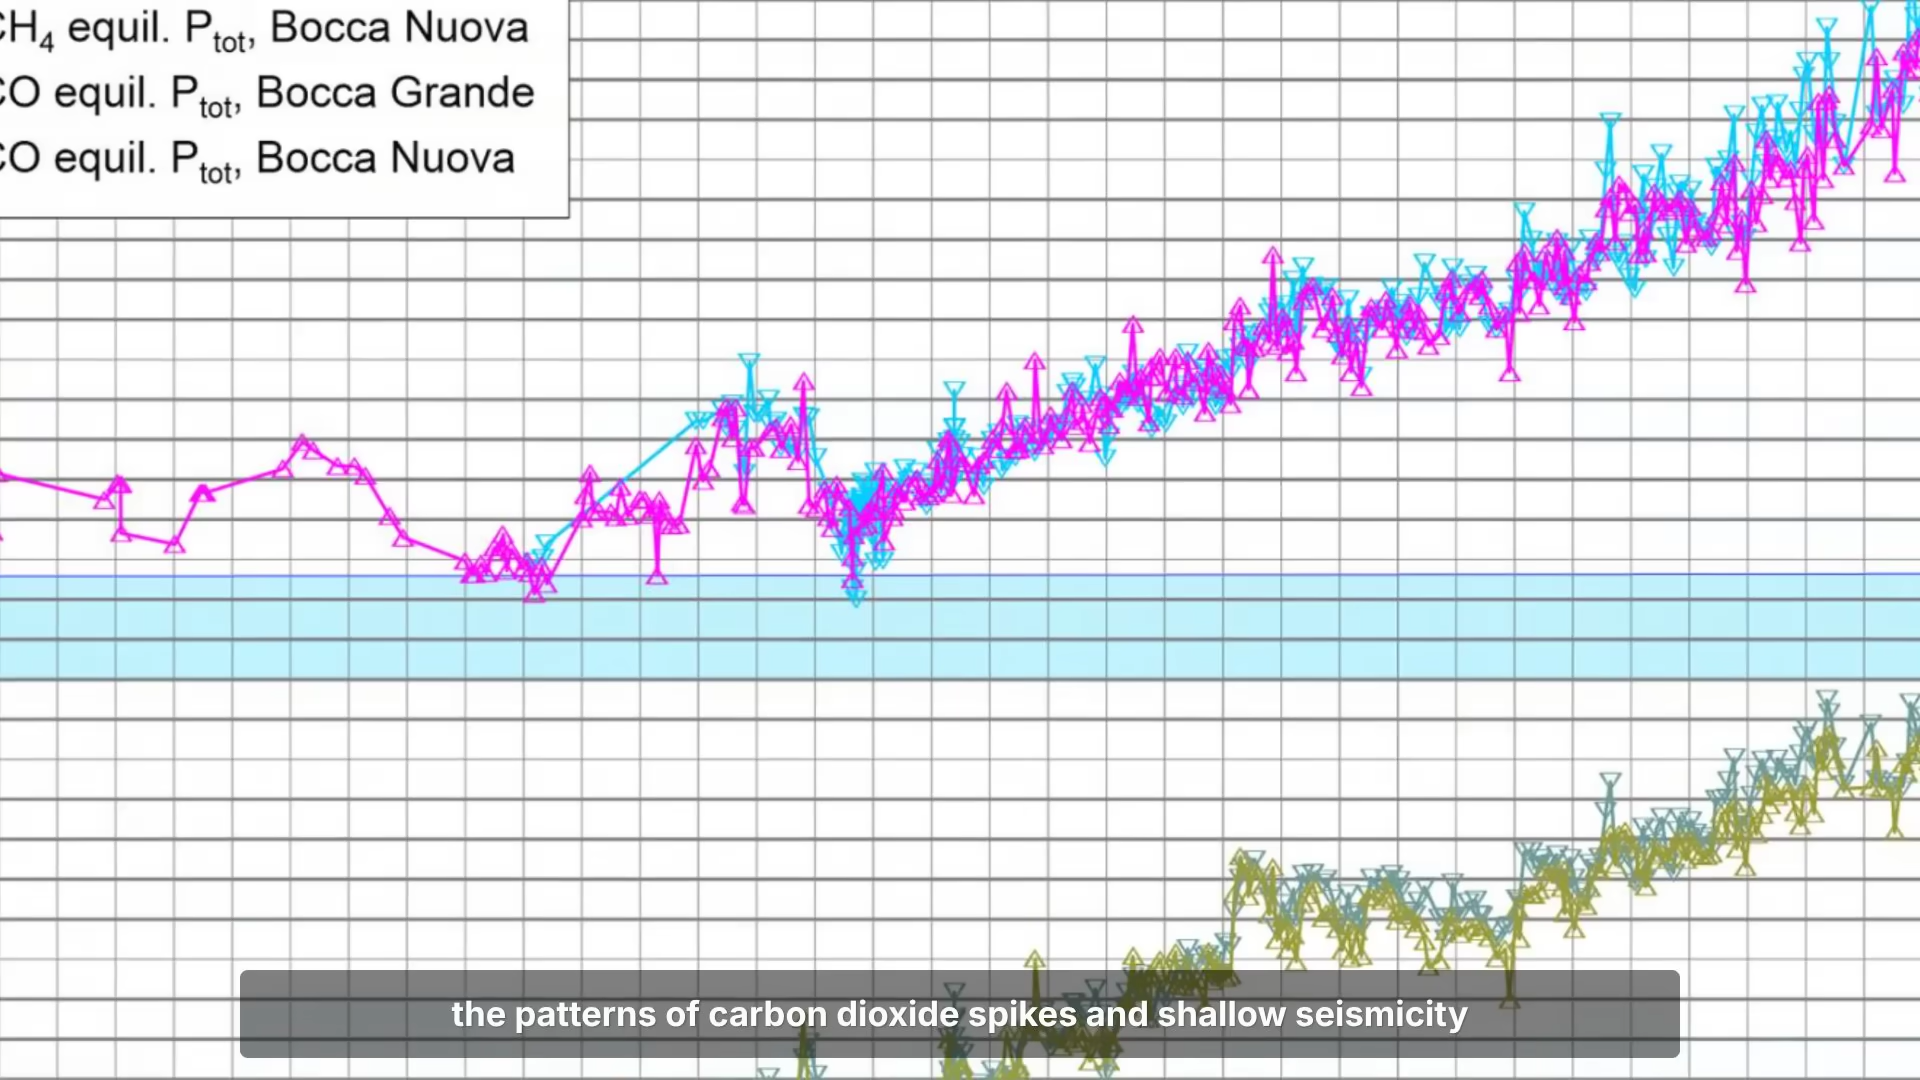 CH₄ equil. Pₜₒₜ, Bocca Nuova
CO equil. Pₜₒₜ, Bocca Grande
CO equil. Pₜₒₜ, Bocca Nuova
the patterns of carbon dioxide spikes and shallow seismicity